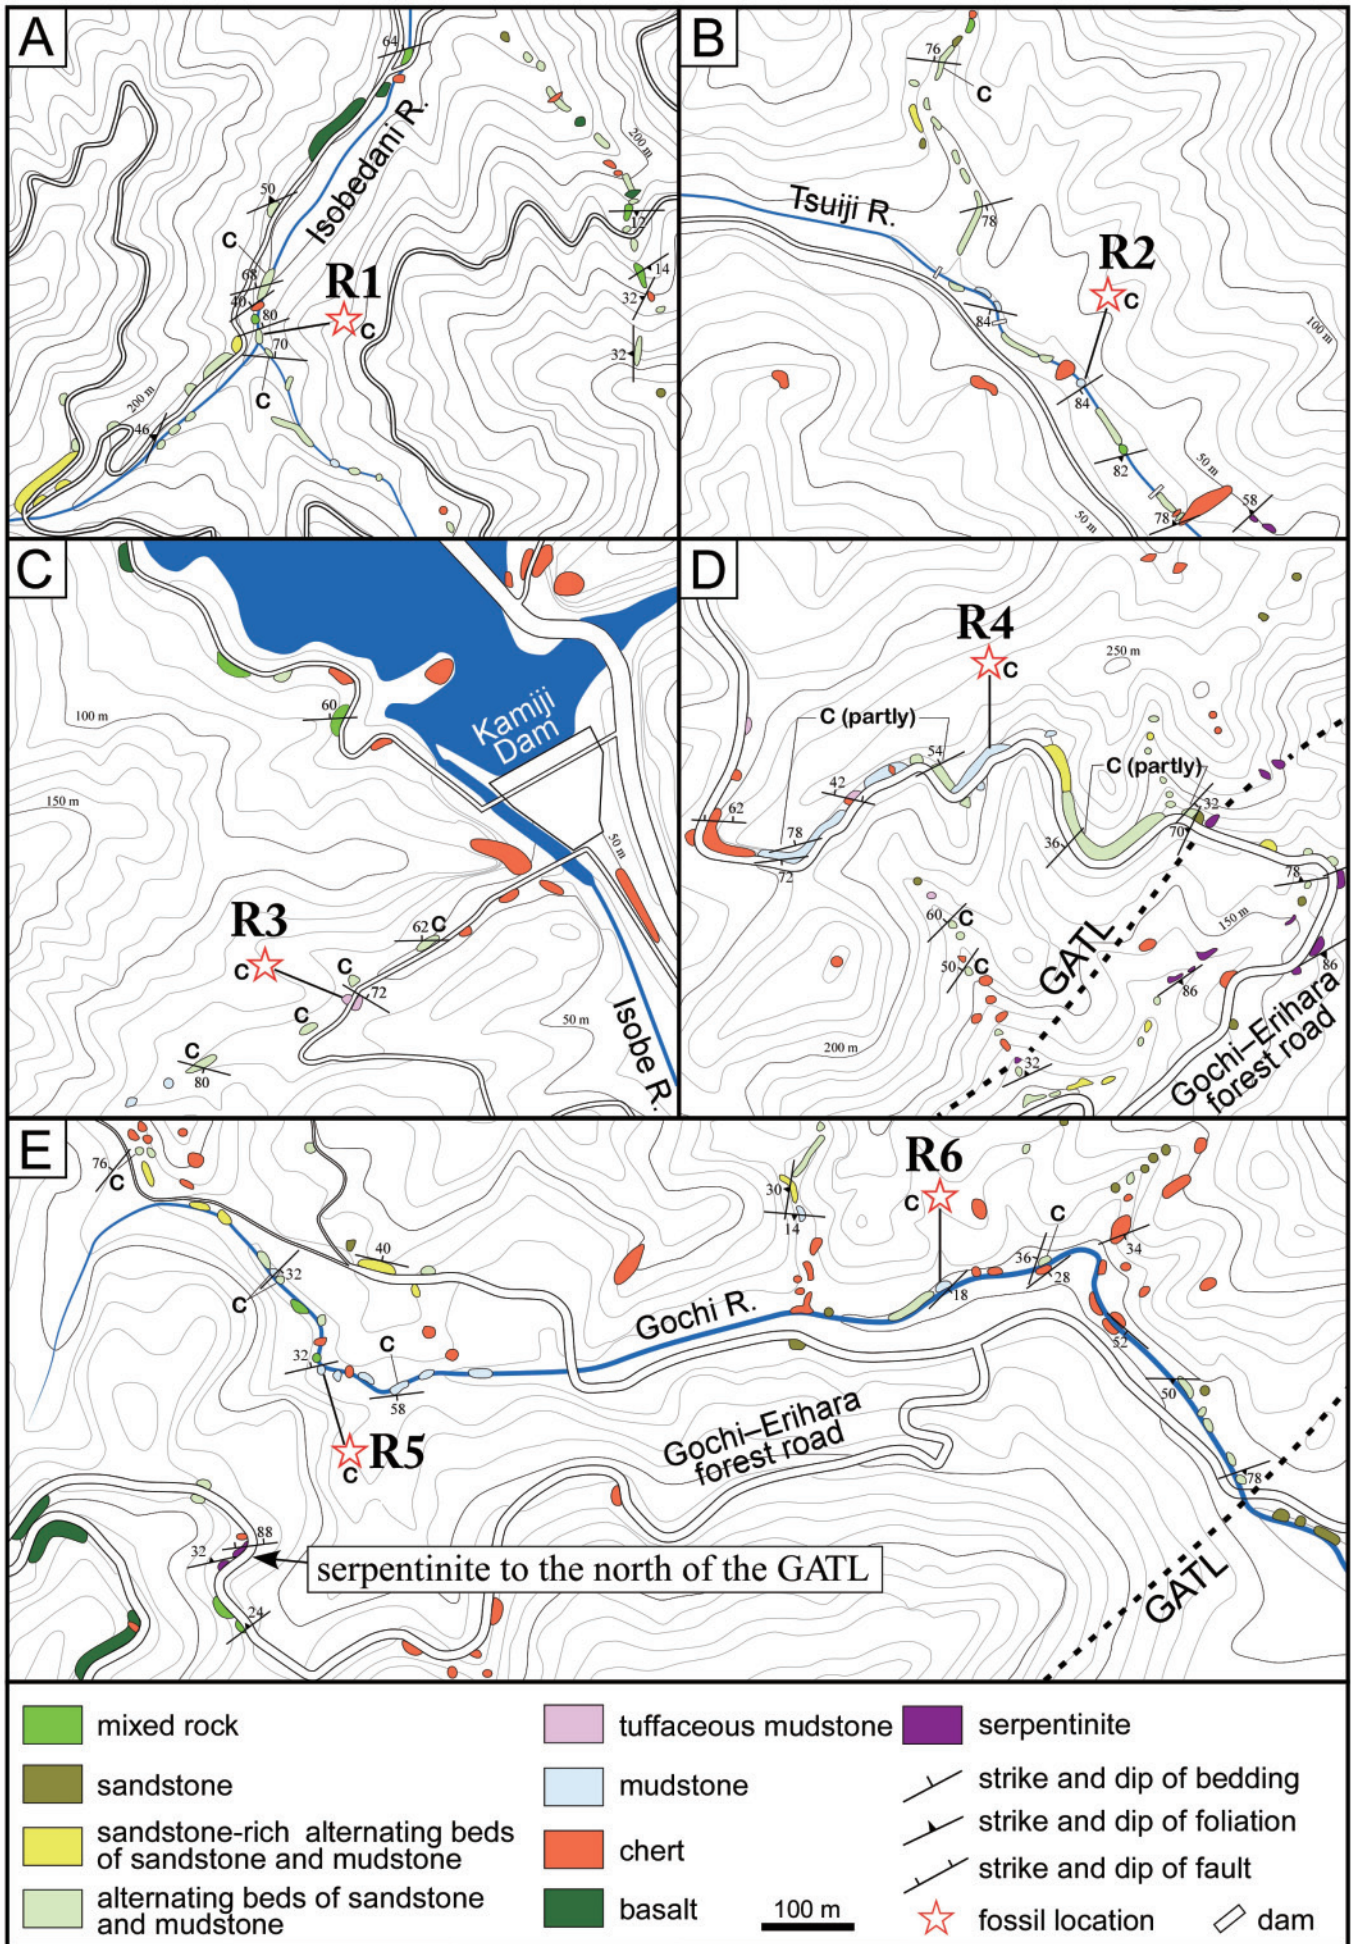 A
64
Isobedani R.
200 m
50
C
68
40
80
R1
C
70
C
12
14
32
32
200 m
46
B
76
C
Tsuiji R.
78
R2
C
84
100 m
84
82
50 m
58
78
50 m
C
Kamiji
Dam
60
100 m
150 m
50 m
R3
C
62
C
C
72
C
C
80
50 m
Isobe R.
D
R4
C
250 m
C (partly)
54
C (partly)
42
62
78
72
36
32
70
78
150 m
60
C
50
C
GATL
86
86
200 m
32
Gochi–Erihara
forest road
E
76
C
R6
C
30
14
C
36
28
34
40
32
C
18
Gochi R.
52
32
C
58
50
Gochi–Erihara
forest road
R5
C
78
88
32
serpentinite to the north of the GATL
GATL
24
mixed rock
sandstone
sandstone-rich alternating beds
of sandstone and mudstone
alternating beds of sandstone
and mudstone
tuffaceous mudstone
mudstone
chert
basalt
100 m
serpentinite
strike and dip of bedding
strike and dip of foliation
strike and dip of fault
fossil location
dam